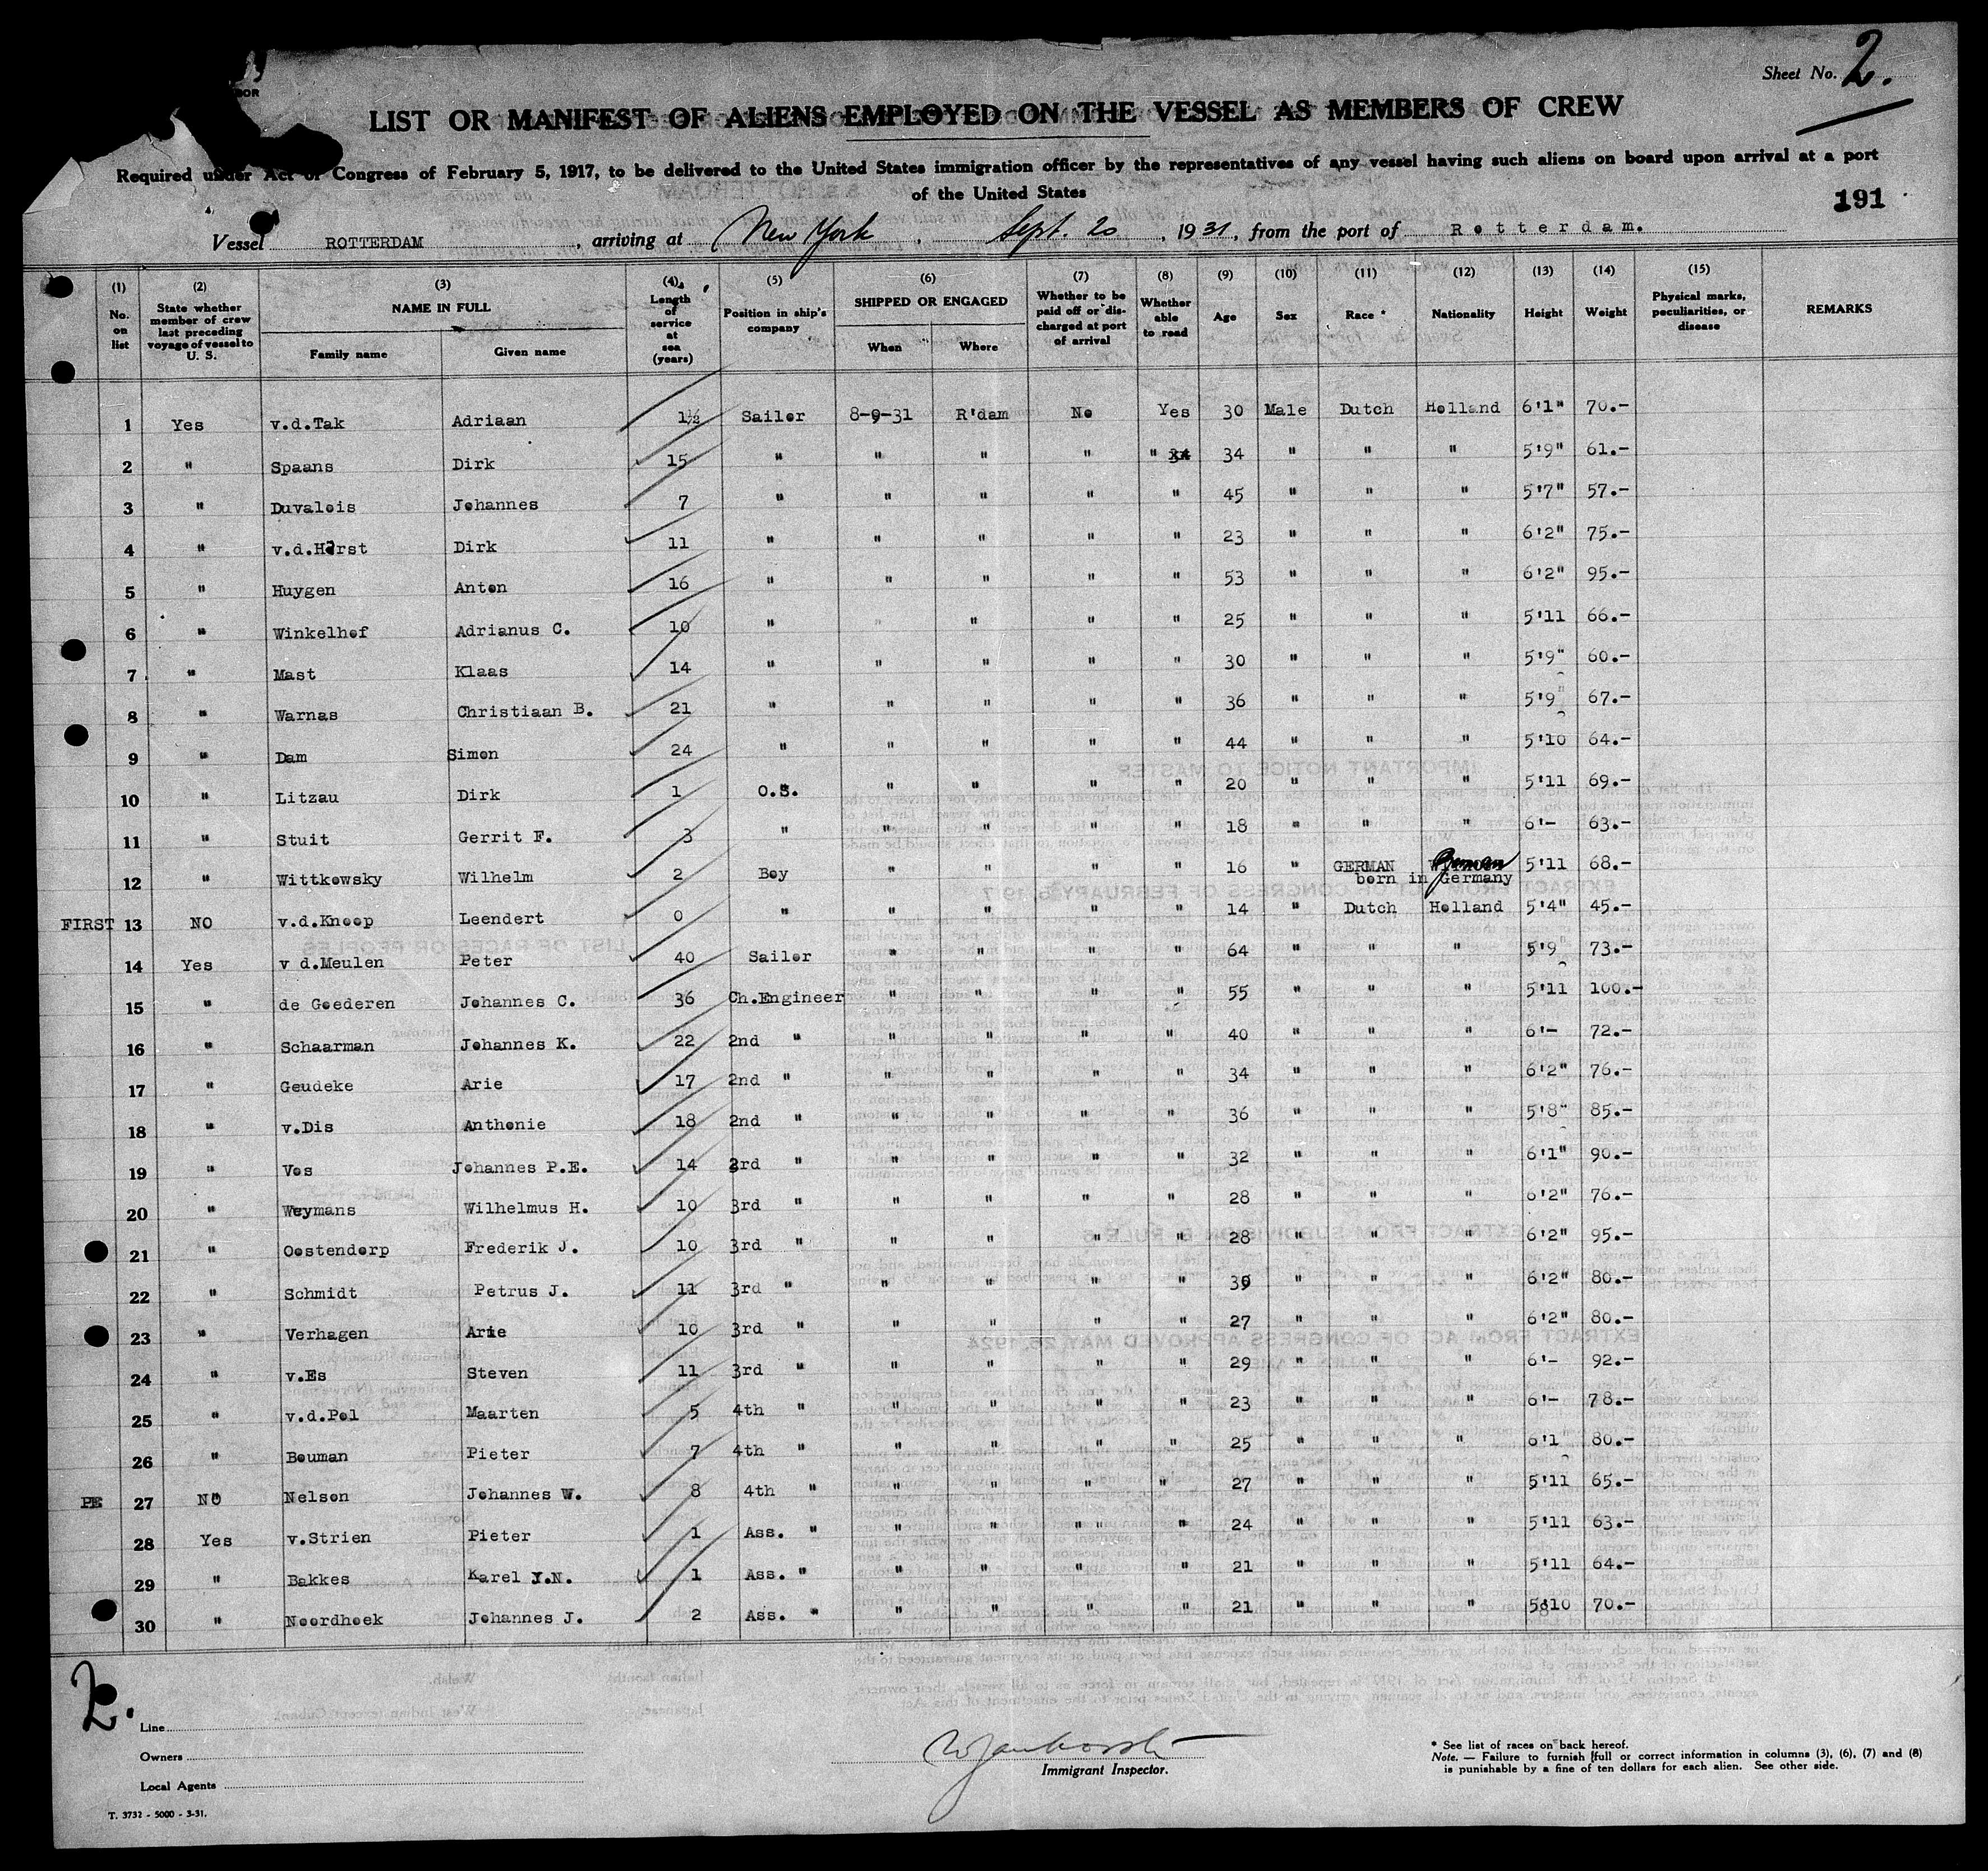 Sheet No. 2.
LIST OR MANIFEST OF ALIENS EMPLOYED ON THE VESSEL AS MEMBERS OF CREW
Required under Act of Congress of February 5, 1917, to be delivered to the United States immigration officer by the representatives of any vessel having such aliens on board upon arrival at a port
of the United States
191
Vessel ROTTERDAM, arriving at New York, Sept. 20, 1931, from the port of Rotterdam.
(1) (2) (3) (4) (5) (6) (7) (8) (9) (10) (11) (12) (13) (14) (15)
No. on list State whether member of crew last preceding voyage of vessel to U. S. NAME IN FULL Family name Given name Length of service at sea (years) Position in ship's company SHIPPED OR ENGAGED When Where Whether to be paid off or discharged at port of arrival Whether able to read Age Sex Race * Nationality Height Weight Physical marks, peculiarities, or disease REMARKS
1 Yes v.d.Tak Adriaan 1½ Sailor 8-9-31 R'dam No Yes 30 Male Dutch Holland 6'1" 70.-
2 " Spaans Dirk 15 " " " " " 34 " " " 5'9" 61.-
3 " Duvalois Johannes 7 " " " " " 45 " " " 5'7" 57.-
4 " v.d.Horst Dirk 11 " " " " " 23 " " " 6'2" 75.-
5 " Huygen Anton 16 " " " " " 53 " " " 6'2" 95.-
6 " Winkelhof Adrianus C. 10 " " " " " 25 " " " 5'11 66.-
7 " Mast Klaas 14 " " " " " 30 " " " 5'9" 60.-
8 " Warnas Christiaan B. 21 " " " " " 36 " " " 5'9" 67.-
9 " Dam Simon 24 " " " " " 44 " " " 5'10 64.-
10 " Litzau Dirk 1 O.S. " " " " 20 " " " 5'11 69.-
11 " Stuit Gerrit F. 3 " " " " " 18 " " " 6'- 63.-
12 " Wittkowsky Wilhelm 2 Boy " " " " 16 " GERMAN German 5'11 68.-
born in Germany
FIRST 13 NO v.d.Knoop Leendert 0 " " " " " 14 " Dutch Holland 5'4" 45.-
14 Yes v d.Meulen Peter 40 Sailor " " " " 64 " " " 5'9 73.-
15 " de Goederen Johannes C. 36 Ch.Engineer " " " " 55 " " " 5'11 100.-
16 " Schaarman Johannes K. 22 2nd " " " " " 40 " " " 6'- 72.-
17 " Geudeke Arie 17 2nd " " " " " 34 " " " 6'2" 76.-
18 " v.Dis Anthonie 18 2nd " " " " " 36 " " " 5'8" 85.-
19 " Vos Johannes P.E. 14 3rd " " " " " 32 " " " 6'1" 90.-
20 " Weymans Wilhelmus H. 10 3rd " " " " " 28 " " " 6'2" 76.-
21 " Oostendorp Frederik J. 10 3rd " " " " " 28 " " " 6'2" 95.-
22 " Schmidt Petrus J. 11 3rd " " " " " 39 " " " 6'2" 80.-
23 " Verhagen Arie 10 3rd " " " " " 27 " " " 6'2" 80.-
24 " v.Es Steven 11 3rd " " " " " 29 " " " 6'- 92.-
25 " v.d.Pol Maarten 5 4th " " " " " 23 " " " 6'- 78.-
26 " Bouman Pieter 7 4th " " " " " 25 " " " 6'1 80.-
PE 27 NO Nelson Johannes W. 8 4th " " " " " 27 " " " 5'11 65.-
28 Yes v.Strien Pieter 1 Ass. " " " " " 24 " " " 5'11 63.-
29 " Bakkes Karel Y.N. 1 Ass. " " " " " 21 " " " 5'11 64.-
30 " Noordhoek Johannes J. 2 Ass. " " " " " 21 " " " 5'10 70.-
2.
Line
Owners
Local Agents
Immigrant Inspector.
* See list of races on back hereof.
Note. — Failure to furnish full or correct information in columns (3), (6), (7) and (8)
is punishable by a fine of ten dollars for each alien. See other side.
T. 3732 - 5000 - 3-31.